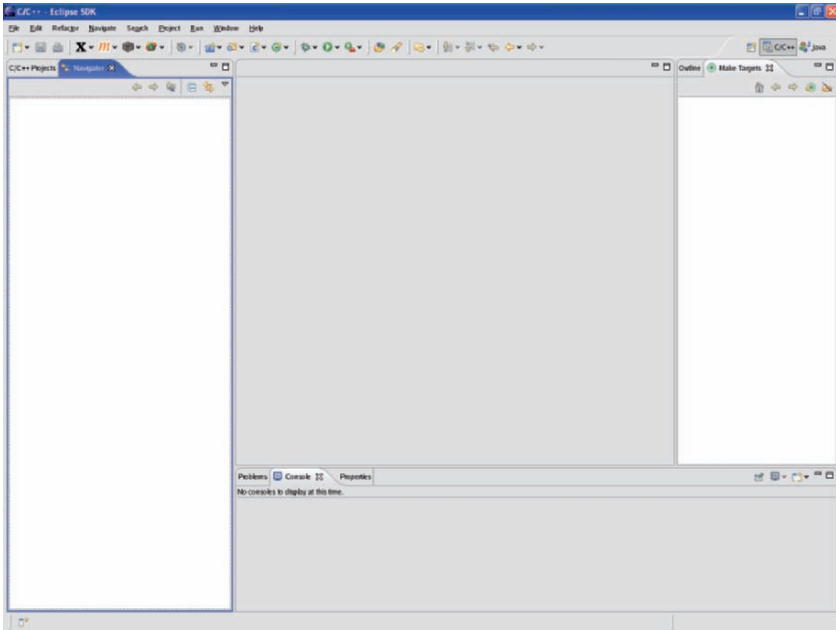 C/C++ - Eclipse SDK
File Edit Refactor Navigate Search Project Run Window Help
C/C++ Java
C/C++ Projects Navigator
Outline Make Targets
Problems Console Properties
No consoles to display at this time.